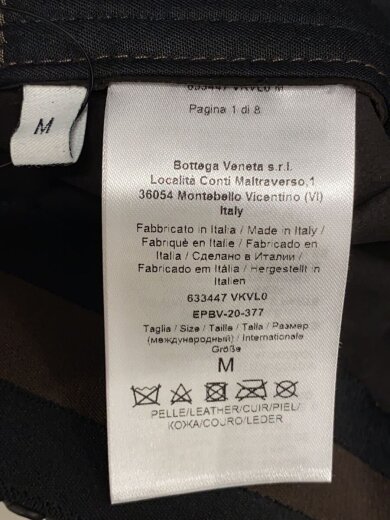 M
633447 VKVL0 M
Pagina 1 di 8
Bottega Veneta s.r.l.
Località Conti Maltraverso,1
36054 Montebello Vicentino (VI)
Italy
Fabbricato in Italia / Made in Italy /
Fabriqué en Italie / Fabricado en
Italia / Сделано в Италии /
Fabricado em Itália / Hergestellt in
Italien
633447 VKVL0
EPBV-20-377
Taglia / Size / Taille / Talla / Размер
(международный) / Internationale
Größe
M
PELLE/LEATHER/CUIR/PIEL/
КОЖА/COURO/LEDER